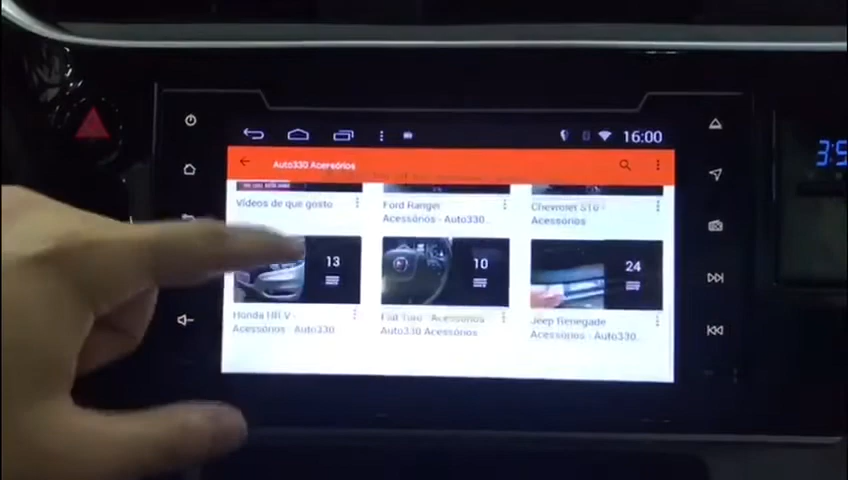 16:00
Auto330 Acessórios
Vídeos de que gosto
Ford Ranger
Acessórios - Auto330...
Chevrolet S10 -
Acessórios
13
10
24
Honda HR V -
Acessórios - Auto330
Fiat Toro - Acessórios
Auto330 Acessórios
Jeep Renegade
Acessórios - Auto330...